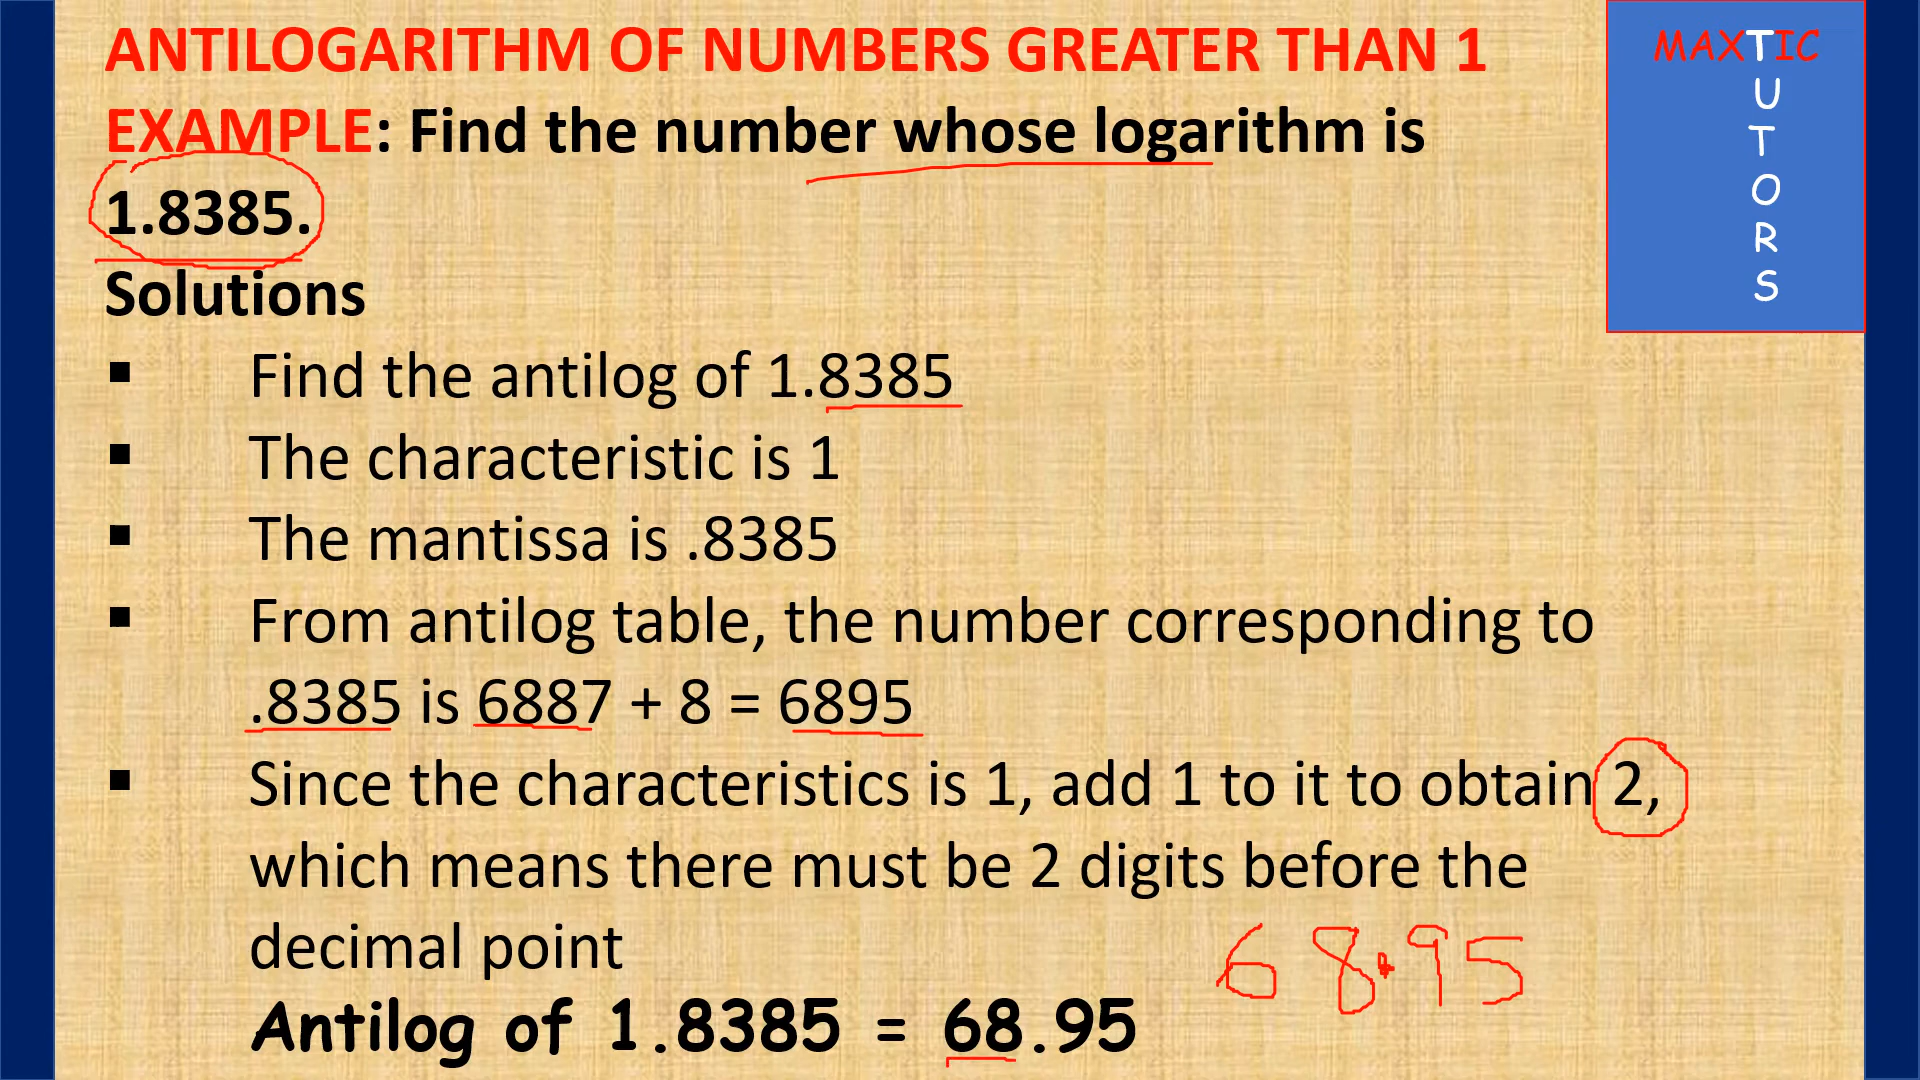 ANTILOGARITHM OF NUMBERS GREATER THAN 1
EXAMPLE: Find the number whose logarithm is
1.8385.
Solutions
▪ Find the antilog of 1.8385
▪ The characteristic is 1
▪ The mantissa is .8385
▪ From antilog table, the number corresponding to
.8385 is 6887 + 8 = 6895
▪ Since the characteristics is 1, add 1 to it to obtain 2,
which means there must be 2 digits before the
decimal point
68.95
Antilog of 1.8385 = 68.95
MAXTIC
T
U
T
O
R
S